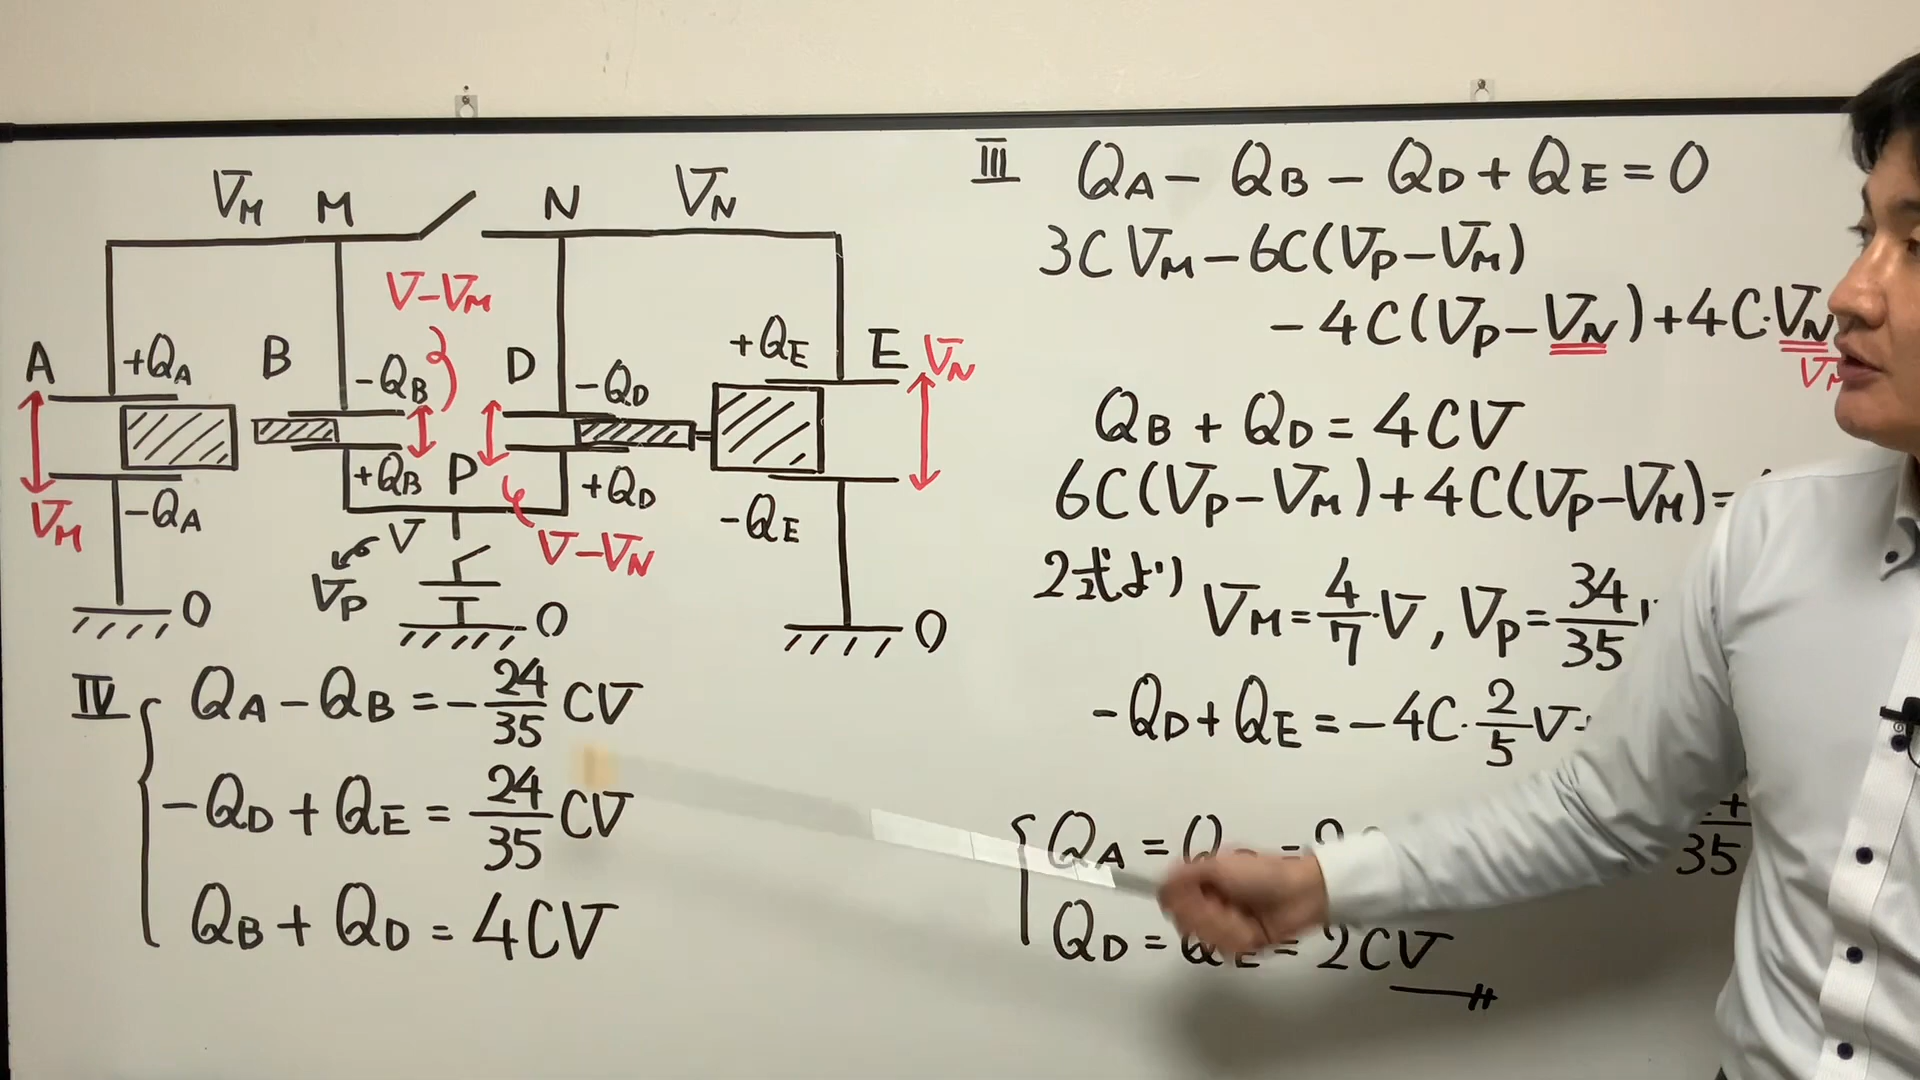 V_M M N V_N
V-V_M
A +Q_A B -Q_B D -Q_D +Q_E E V_N
V_M -Q_A +Q_B P +Q_D -Q_E
V V-V_N
V_P
O O O
IV Q_A - Q_B = -24/35 CV
-Q_D + Q_E = 24/35 CV
Q_B + Q_D = 4CV
III Q_A - Q_B - Q_D + Q_E = 0
3CV_M - 6C(V_P - V_M)
- 4C(V_P - V_N) + 4C·V_N
Q_B + Q_D = 4CV
6C(V_P - V_M) + 4C(V_P - V_M) =
2式より V_M = 4/7·V, V_P = 34/35
-Q_D + Q_E = -4C·2/5 V
Q_A = Q =
35
Q_D = Q_E = 2CV